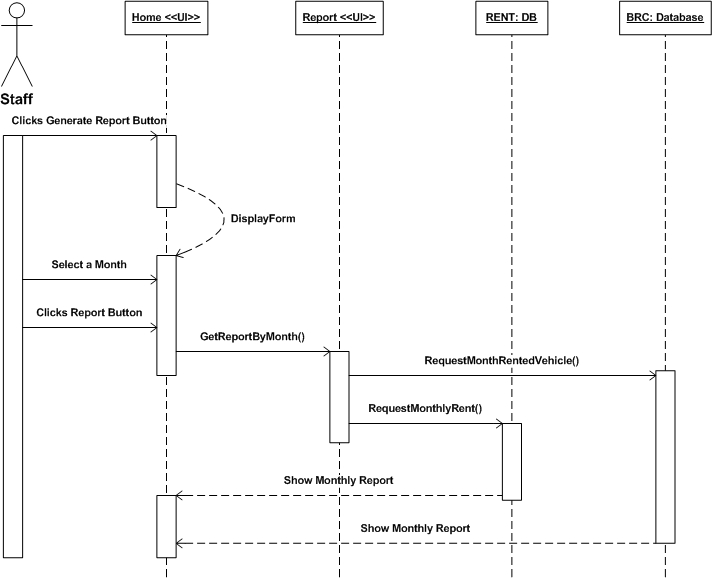 Home <<UI>>
Report <<UI>>
RENT: DB
BRC: Database
Staff
Clicks Generate Report Button
DisplayForm
Select a Month
Clicks Report Button
GetReportByMonth()
RequestMonthRentedVehicle()
RequestMonthlyRent()
Show Monthly Report
Show Monthly Report